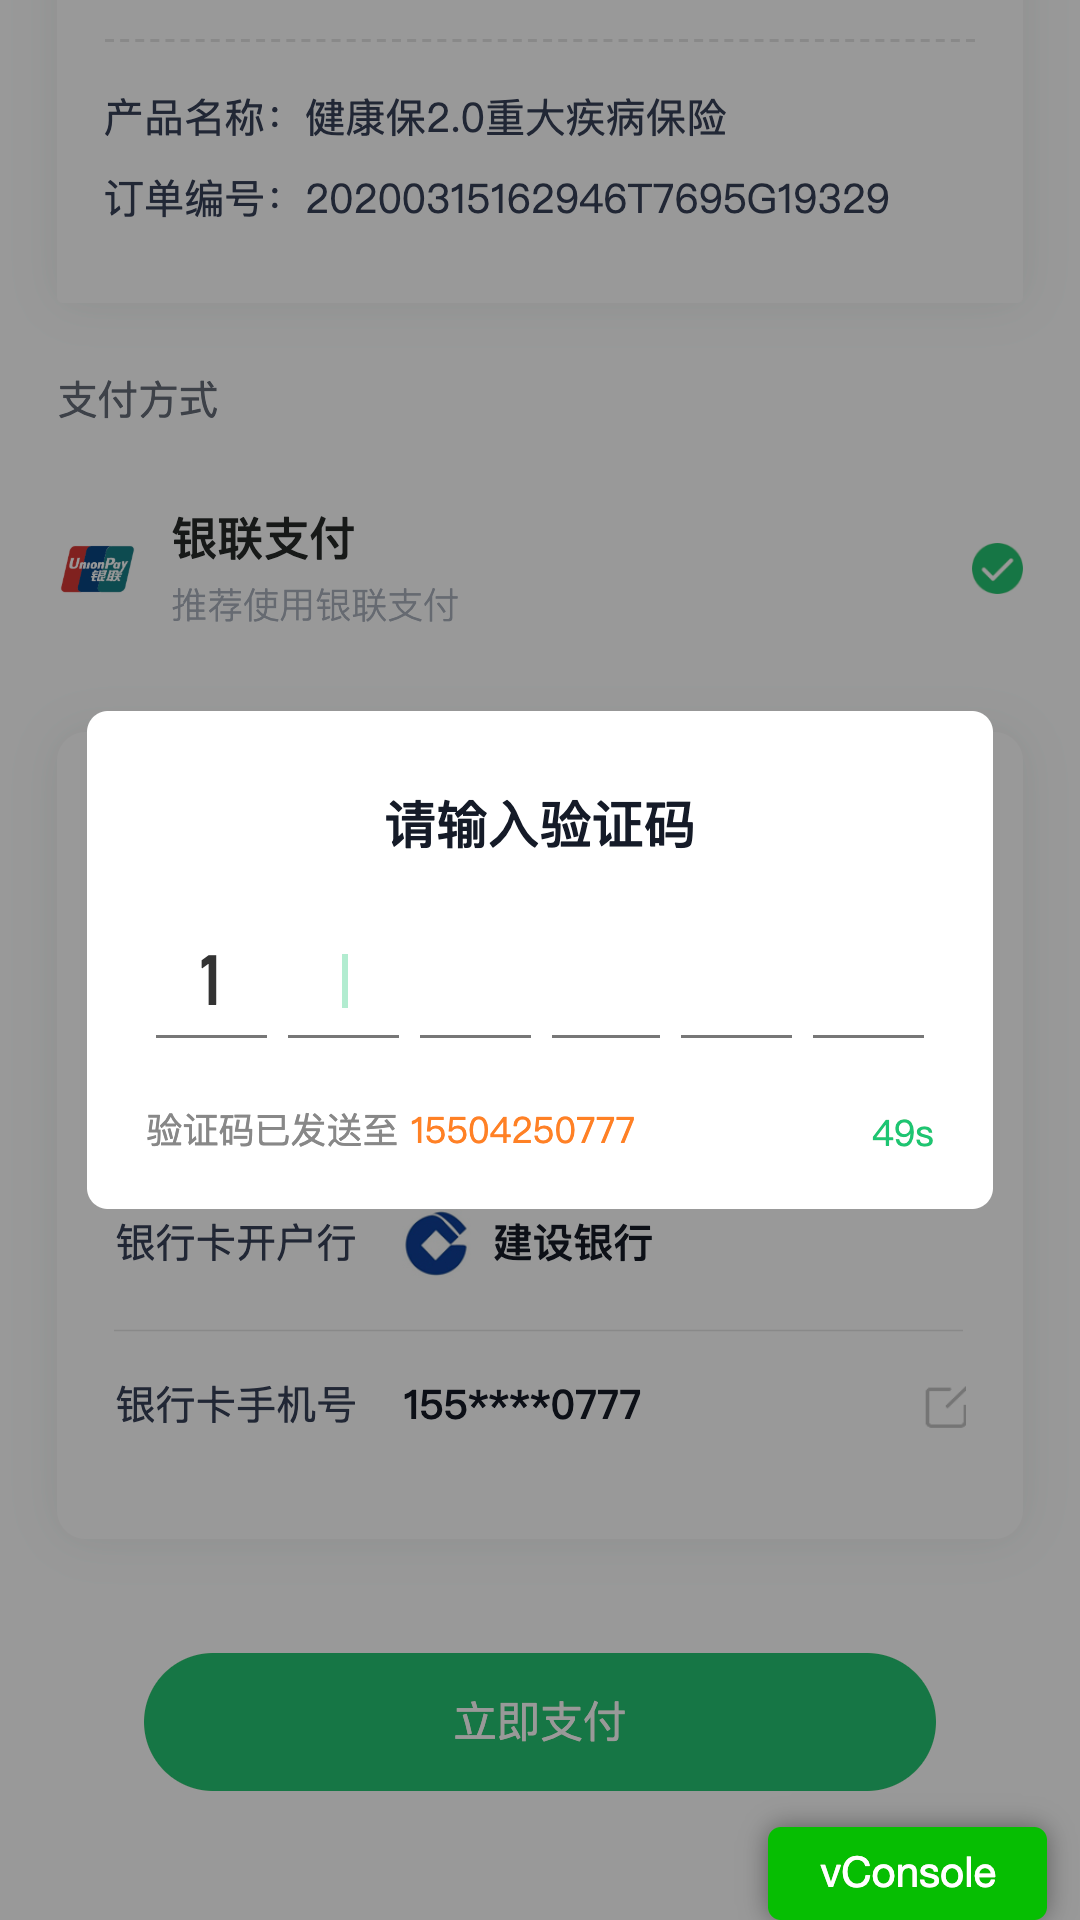 产品名称：健康保2.0重大疾病保险
订单编号：20200315162946T7695G19329
支付方式
银联支付
UnionPay
银联
推荐使用银联支付
请输入验证码
1
验证码已发送至 15504250777 49s
银行卡开户行 建设银行
银行卡手机号 155****0777
立即支付
vConsole